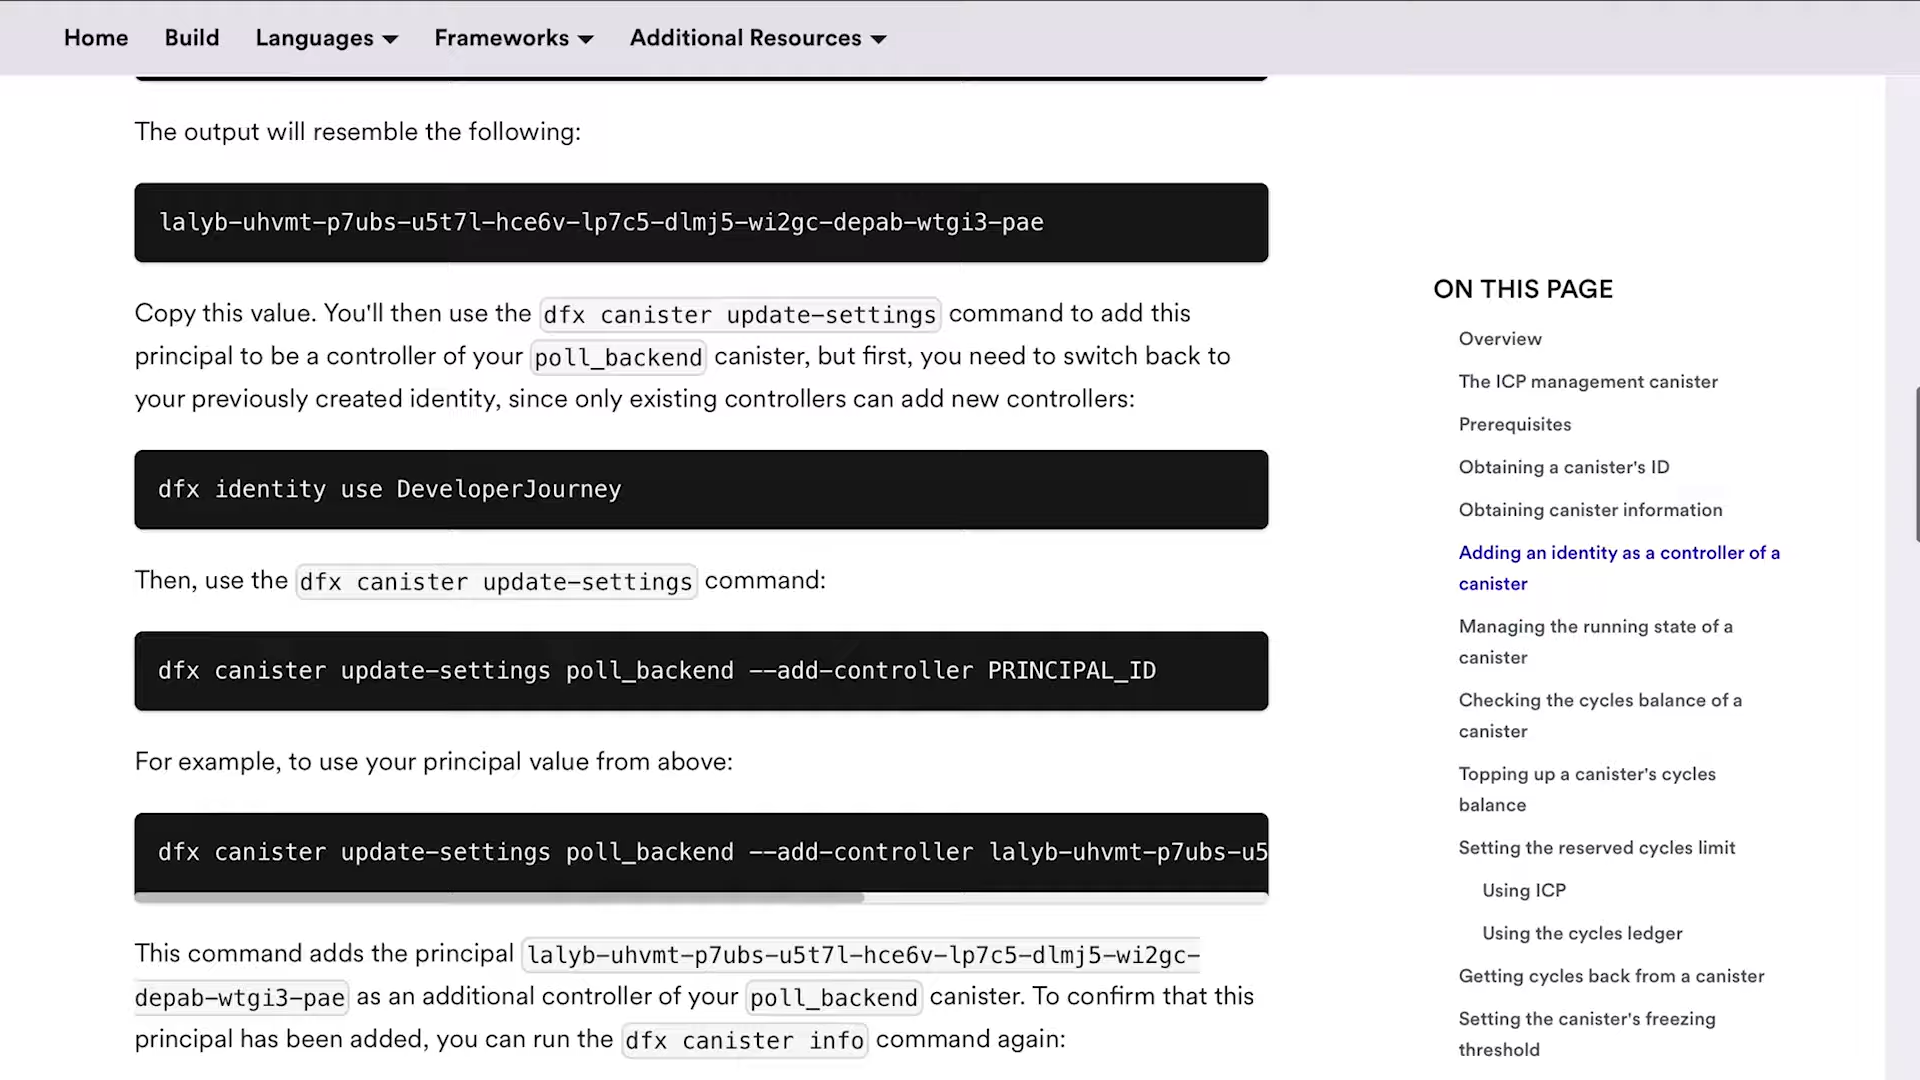 Home Build Languages Frameworks Additional Resources
The output will resemble the following:
lalyb-uhvmt-p7ubs-u5t7l-hce6v-lp7c5-dlmj5-wi2gc-depab-wtgi3-pae
Copy this value. You'll then use the dfx canister update-settings command to add this
principal to be a controller of your poll_backend canister, but first, you need to switch back to
your previously created identity, since only existing controllers can add new controllers:
dfx identity use DeveloperJourney
Then, use the dfx canister update-settings command:
dfx canister update-settings poll_backend --add-controller PRINCIPAL_ID
For example, to use your principal value from above:
dfx canister update-settings poll_backend --add-controller lalyb-uhvmt-p7ubs-u5
This command adds the principal lalyb-uhvmt-p7ubs-u5t7l-hce6v-lp7c5-dlmj5-wi2gc-
depab-wtgi3-pae as an additional controller of your poll_backend canister. To confirm that this
principal has been added, you can run the dfx canister info command again:
ON THIS PAGE
Overview
The ICP management canister
Prerequisites
Obtaining a canister's ID
Obtaining canister information
Adding an identity as a controller of a
canister
Managing the running state of a
canister
Checking the cycles balance of a
canister
Topping up a canister's cycles
balance
Setting the reserved cycles limit
Using ICP
Using the cycles ledger
Getting cycles back from a canister
Setting the canister's freezing
threshold